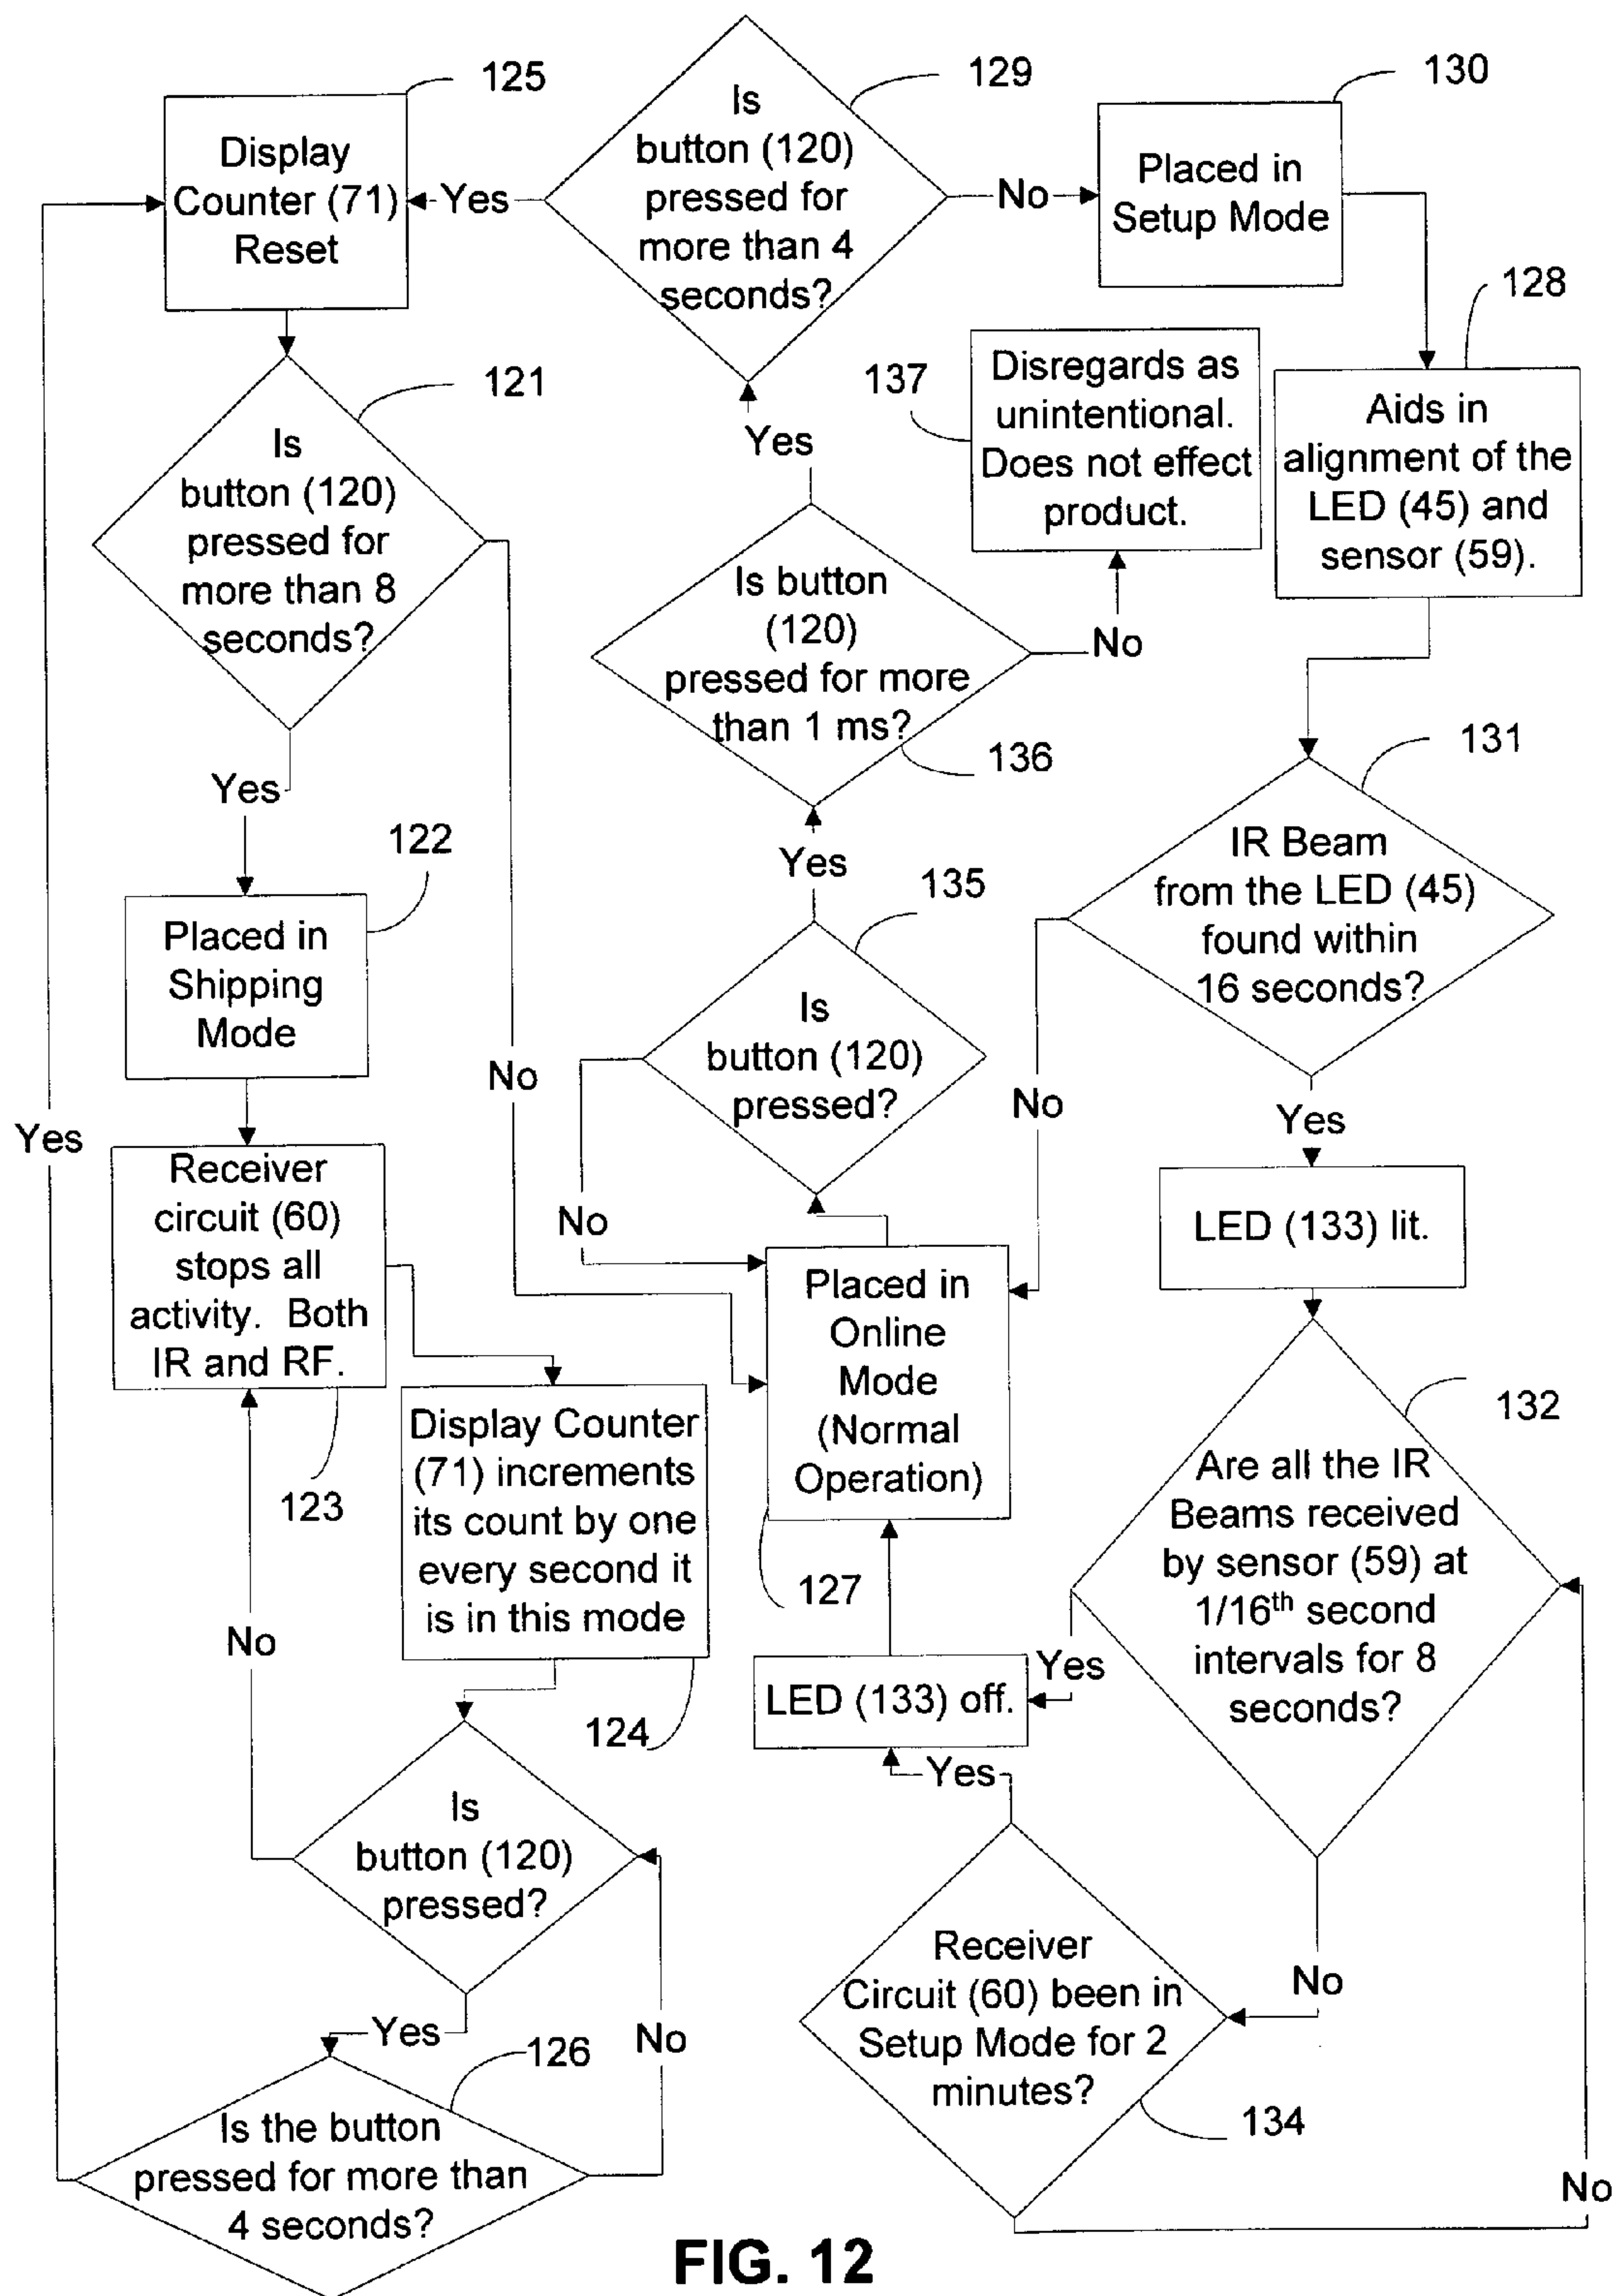 125
Display
Counter (71)
Reset
Yes
129
Is
button (120)
pressed for
more than 4
seconds?
No
130
Placed in
Setup Mode
128
Aids in
alignment of the
LED (45) and
sensor (59).
137
Disregards as
unintentional.
Does not effect
product.
121
Is
button (120)
pressed for
more than 8
seconds?
Yes
Yes
Is button
(120)
pressed for more
than 1 ms?
No
136
131
IR Beam
from the LED (45)
found within
16 seconds?
122
Placed in
Shipping
Mode
Yes
135
Is
button (120)
pressed?
No
No
No
Yes
Yes
Receiver
circuit (60)
stops all
activity. Both
IR and RF.
123
LED (133) lit.
Placed in
Online
Mode
(Normal
Operation)
127
132
Are all the IR
Beams received
by sensor (59) at
1/16th second
intervals for 8
seconds?
Display Counter
(71) increments
its count by one
every second it
is in this mode
124
No
Yes
LED (133) off.
Yes
Is
button (120)
pressed?
No
Receiver
Circuit (60) been in
Setup Mode for 2
minutes?
134
Yes
No
126
Is the button
pressed for more than
4 seconds?
No
FIG. 12